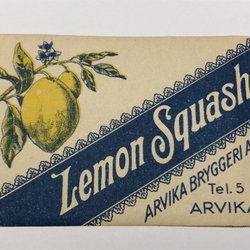 Lemon Squash
ARVIKA BRYGGERI A
Tel. 5
ARVIKA